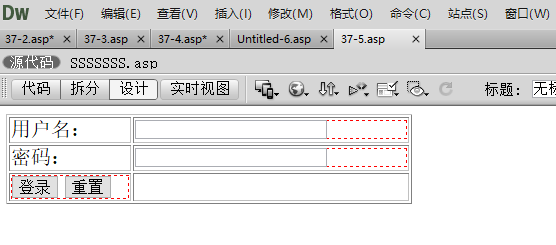 Dw 文件(F) 编辑(E) 查看(V) 插入(I) 修改(M) 格式(O) 命令(C) 站点(S) 窗口(W)
37-2.asp* × 37-3.asp × 37-4.asp* × Untitled-6.asp × 37-5.asp ×
源代码 SSSSSSS.asp
代码 拆分 设计 实时视图 标题: 无标
用户名:
密码:
登录 重置